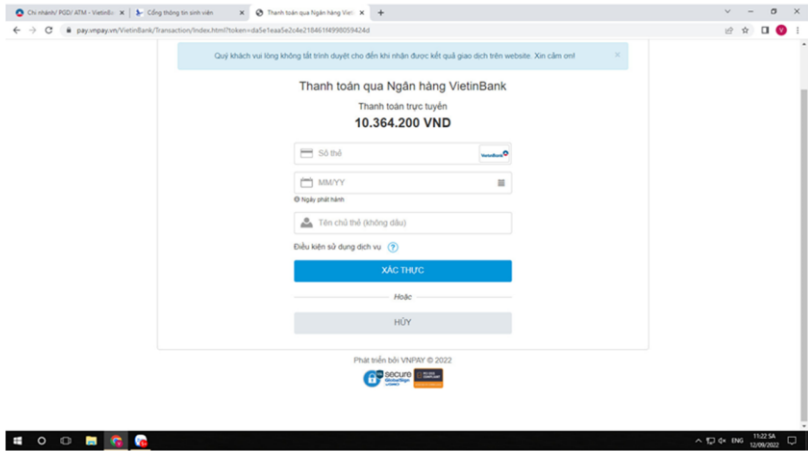 Chi nhánh/ PGD/ ATM - VietinB
Cổng thông tin sinh viên
Thanh toán qua Ngân hàng Viet
pay.vnpay.vn/VietinBank/Transaction/Index.html?token=
Quý khách vui lòng không tắt trình duyệt cho đến khi nhận được kết quả giao dịch trên website. Xin cảm ơn!
Thanh toán qua Ngân hàng VietinBank
Thanh toán trực tuyến
10.364.200 VND
Số thẻ
VietinBank
MM/YY
Ngày phát hành
Tên chủ thẻ (không dấu)
Điều kiện sử dụng dịch vụ
XÁC THỰC
Hoặc
HỦY
Phát triển bởi VNPAY © 2022
secure
GlobalSign
ENG
11:22 SA
12/09/2022